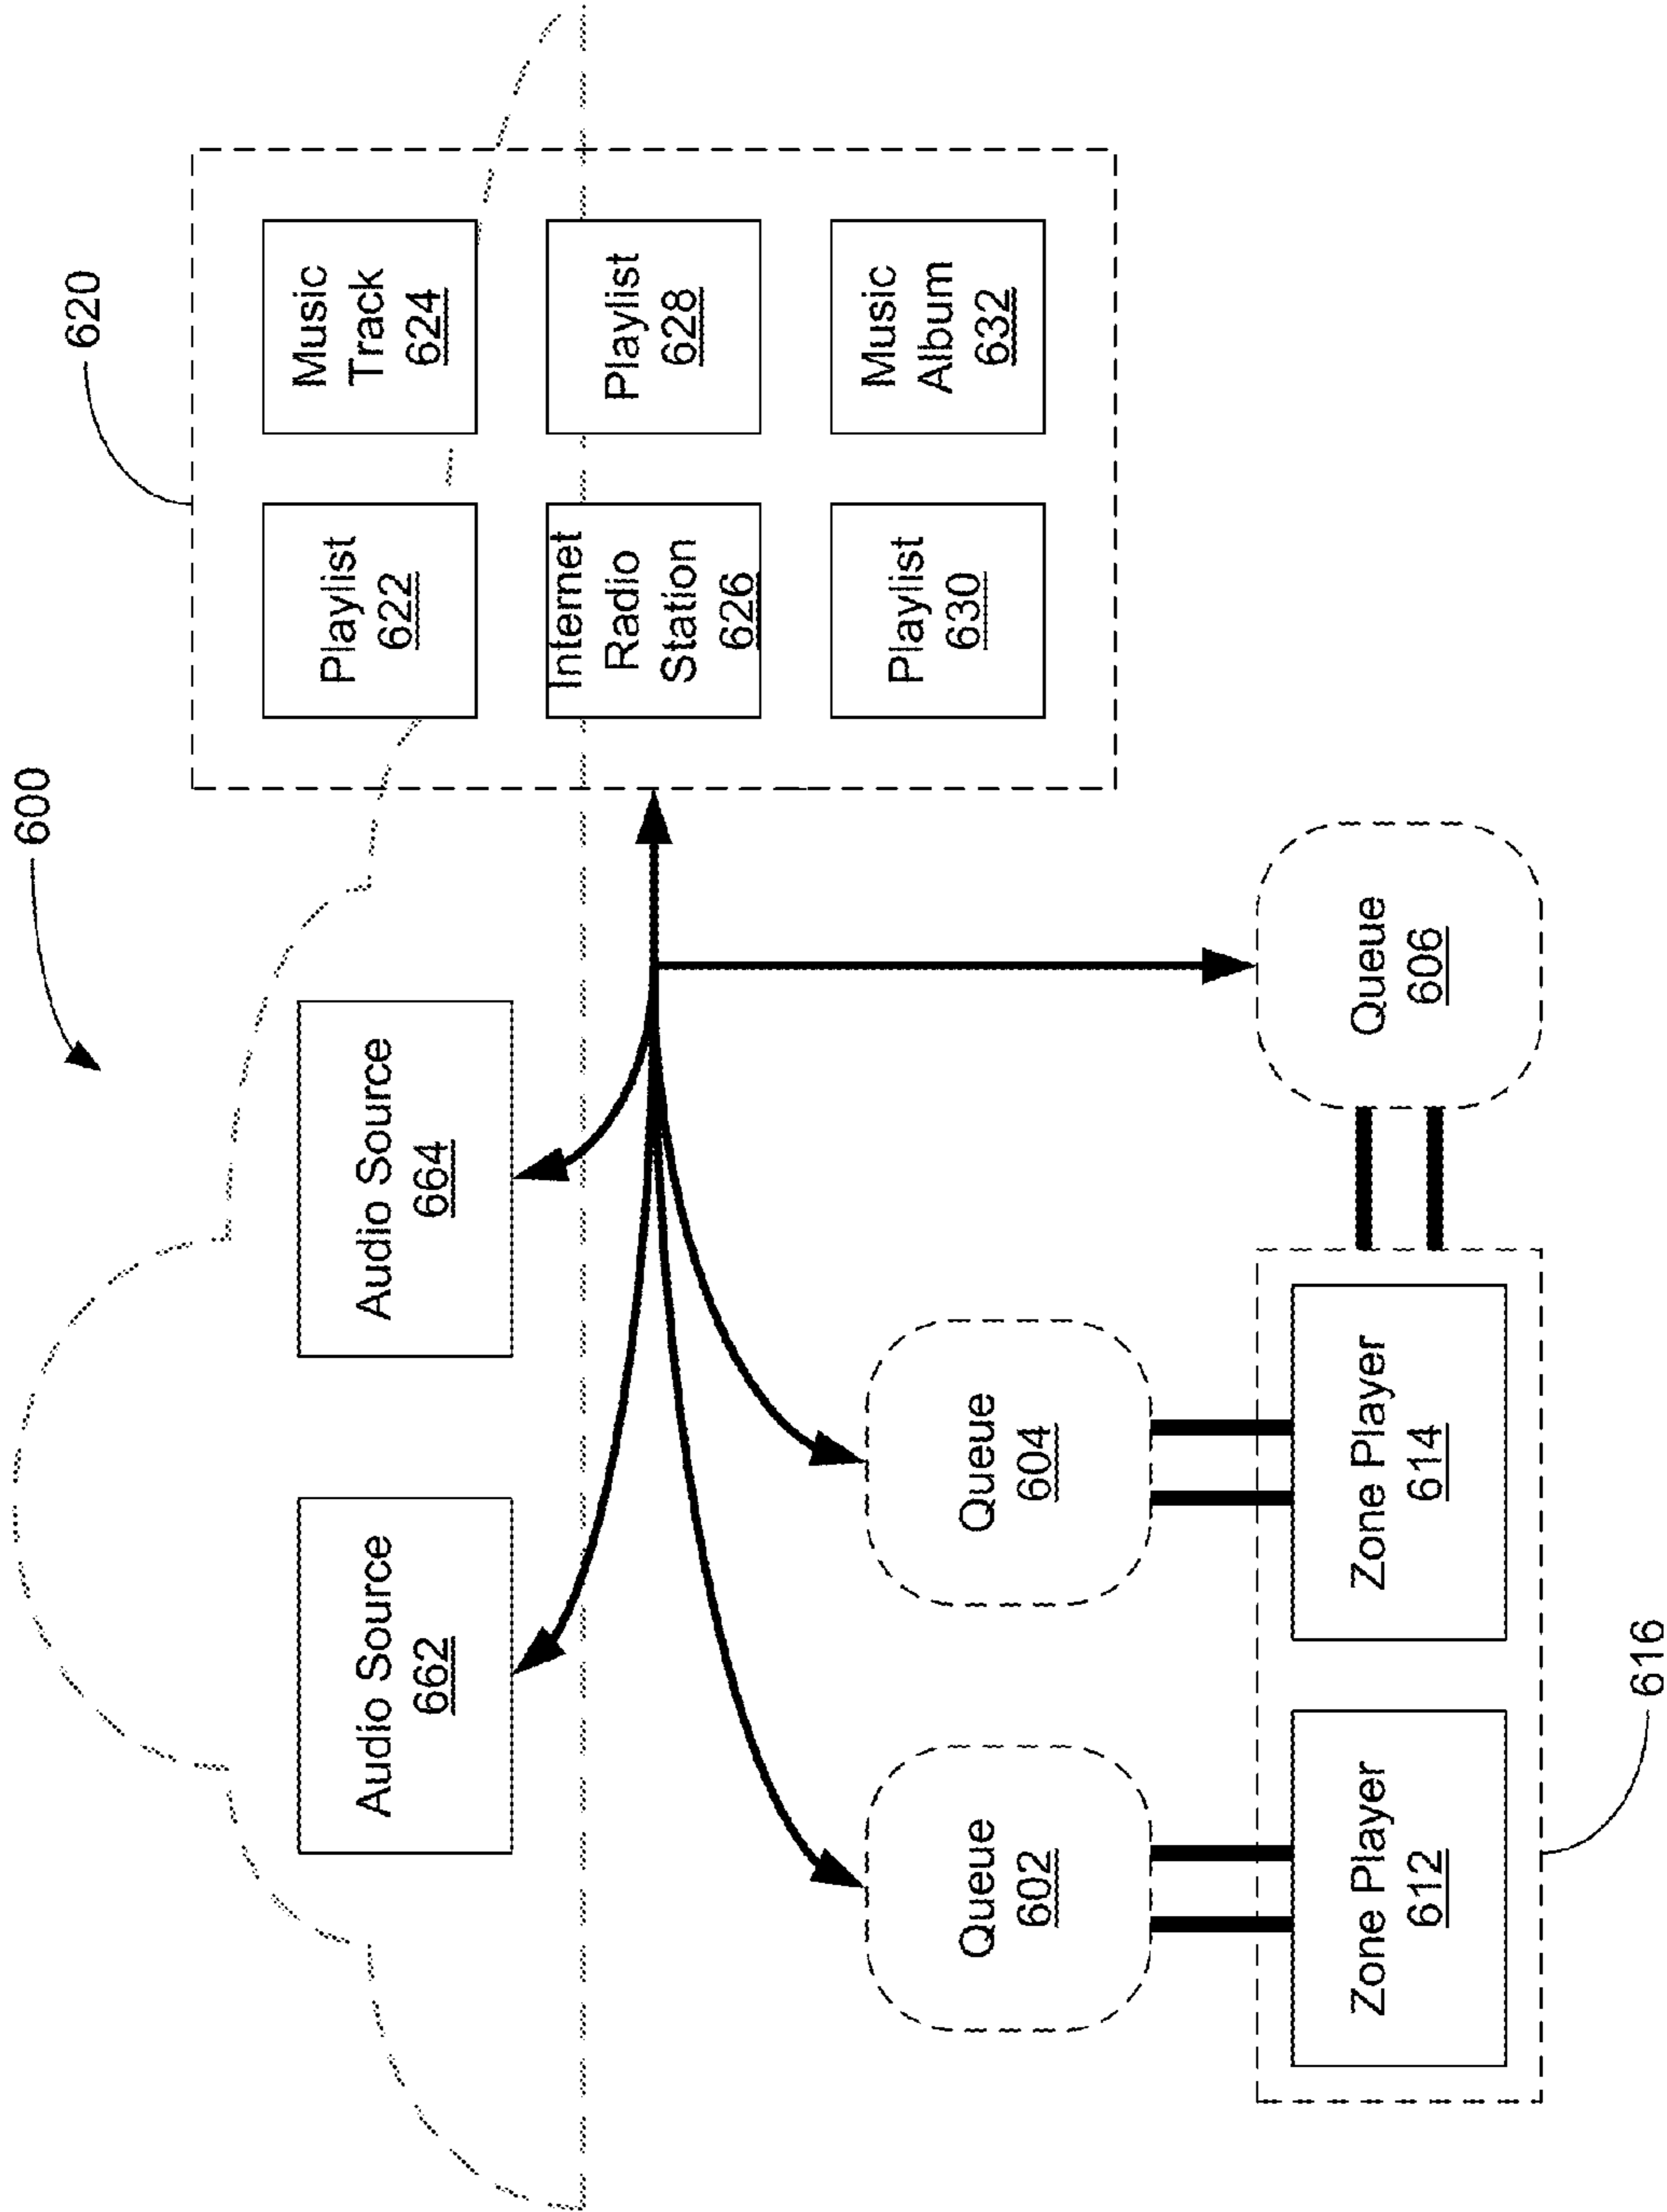 600
620
Audio Source
662
Audio Source
664
Playlist
622
Music
Track
624
Internet
Radio
Station
626
Playlist
628
Playlist
630
Music
Album
632
Queue
602
Queue
604
Queue
606
Zone Player
612
Zone Player
614
616